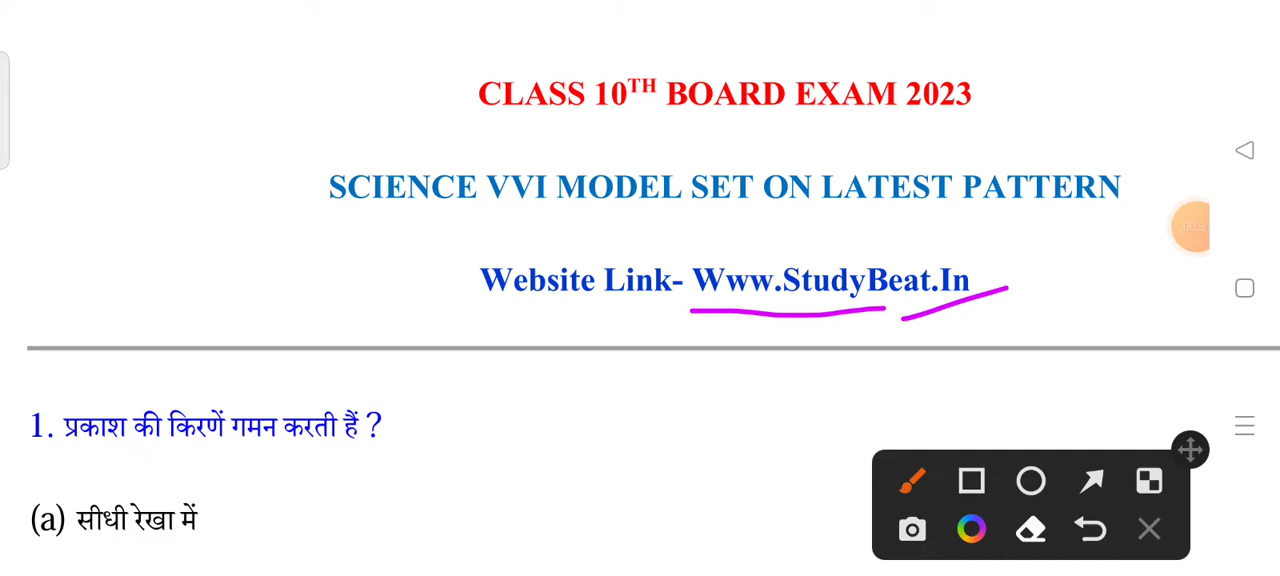 CLASS 10TH BOARD EXAM 2023
SCIENCE VVI MODEL SET ON LATEST PATTERN
Website Link- Www.StudyBeat.In
1. प्रकाश की किरणें गमन करती हैं ?
(a) सीधी रेखा में